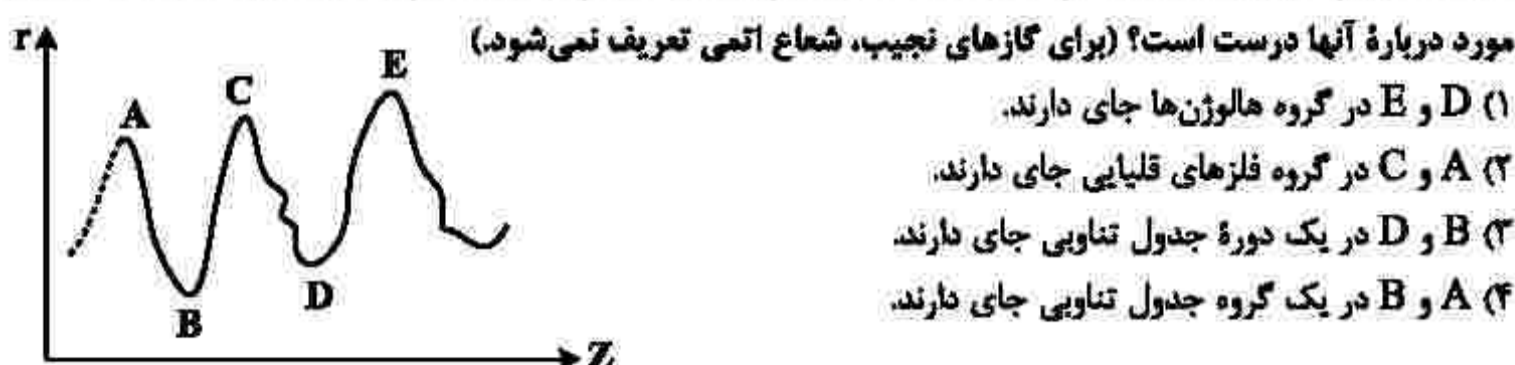 مورد دربارهٔ آنها درست است؟ (برای گازهای نجیب، شعاع اتمی تعریف نمی‌شود.)
۱) D و E در گروه هالوژن‌ها جای دارند.
۲) A و C در گروه فلزهای قلیایی جای دارند.
۳) B و D در یک دورهٔ جدول تناوبی جای دارند.
۴) A و B در یک گروه جدول تناوبی جای دارند.
r
A
B
C
D
E
Z